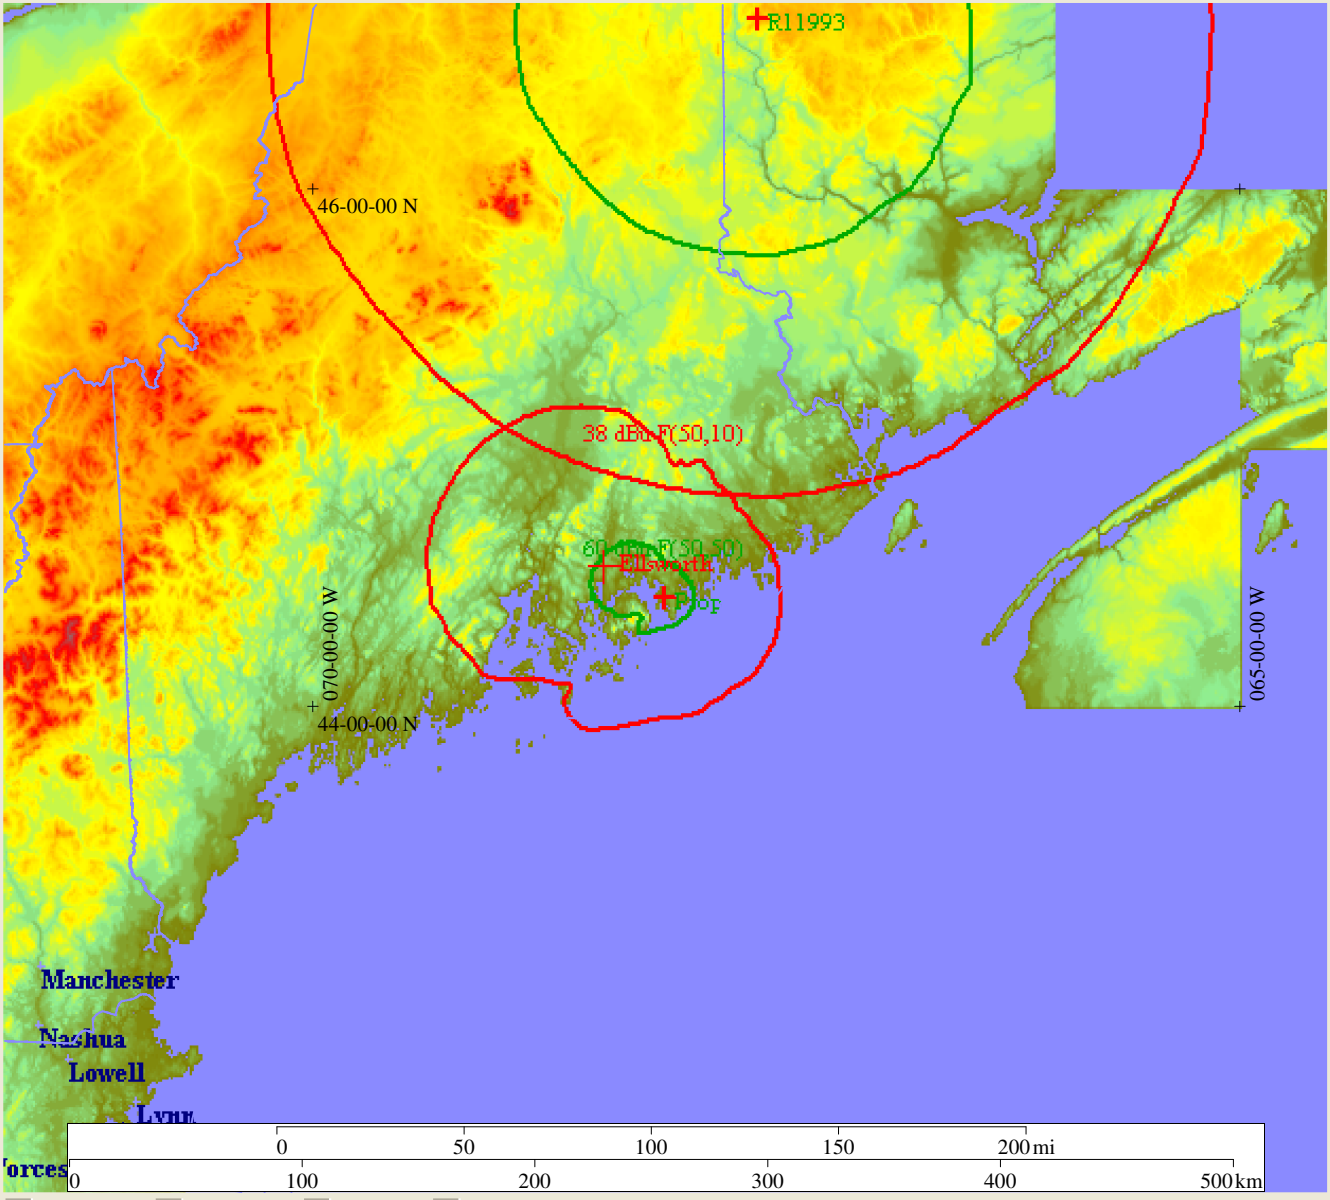 R11993
46-00-00 N
38 dBu F(50,10)
60 dBu F(50,50)
Ellsworth
Prop
070-00-00 W
065-00-00 W
44-00-00 N
Manchester
Nashua
Lowell
Lynn
0 50 100 150 200 mi
0 100 200 300 400 500 km